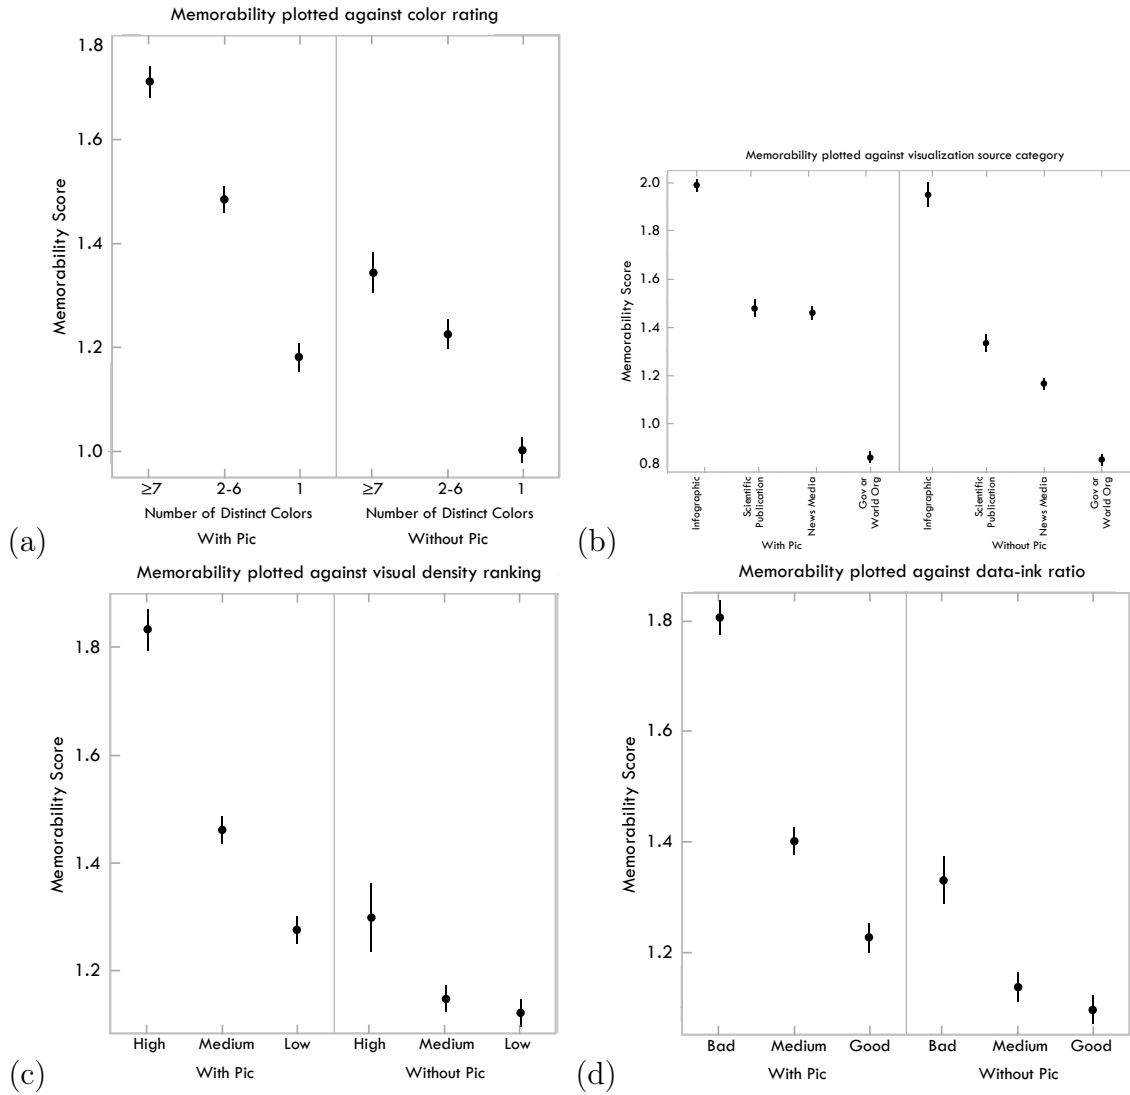 Memorability plotted against color rating
Memorability Score
1.8
1.6
1.4
1.2
1.0
≥7 2-6 1 ≥7 2-6 1
Number of Distinct Colors Number of Distinct Colors
With Pic Without Pic
(a)
Memorability plotted against visualization source category
Memorability Score
2.0
1.8
1.6
1.4
1.2
1.0
0.8
Infographic
Scientific
Publication
News Media
Gov or
World Org
Infographic
Scientific
Publication
News Media
Gov or
World Org
With Pic Without Pic
(b)
Memorability plotted against visual density ranking
Memorability Score
1.8
1.6
1.4
1.2
High Medium Low High Medium Low
With Pic Without Pic
(c)
Memorability plotted against data-ink ratio
Memorability Score
1.8
1.6
1.4
1.2
Bad Medium Good Bad Medium Good
With Pic Without Pic
(d)